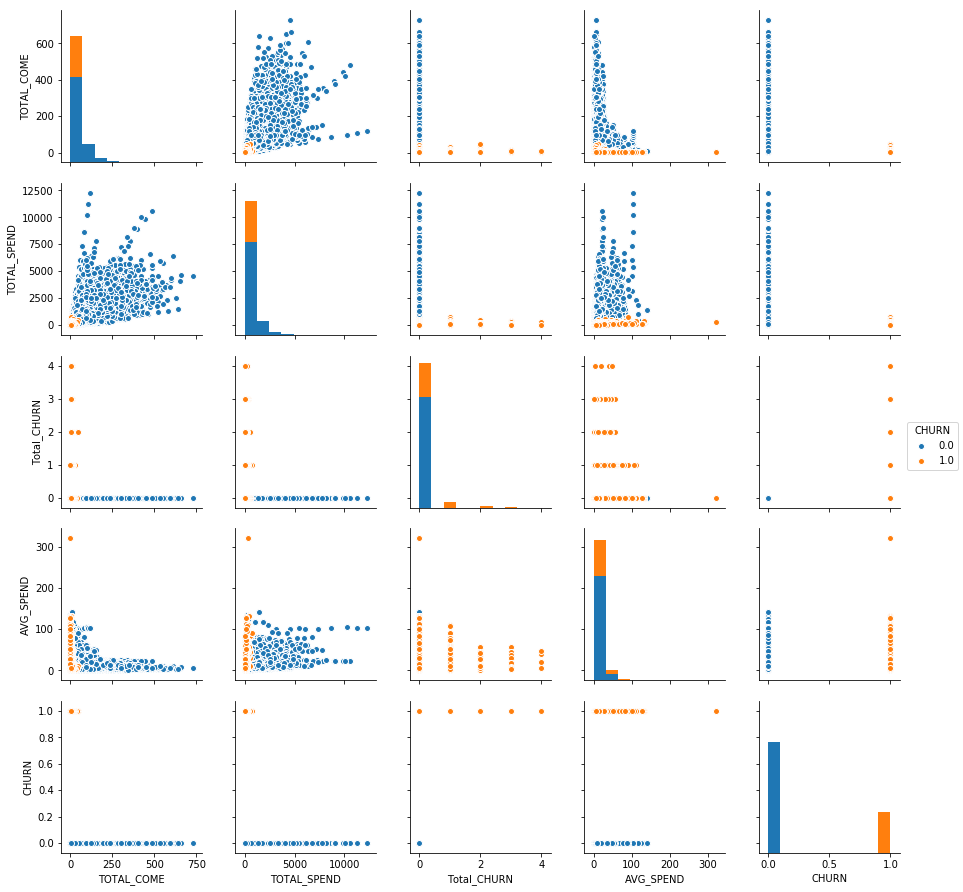 TOTAL_COME
600
400
200
0
TOTAL_SPEND
12500
10000
7500
5000
2500
0
Total_CHURN
4
3
2
1
0
CHURN
0.0
1.0
AVG_SPEND
300
200
100
0
CHURN
1.0
0.8
0.6
0.4
0.2
0.0
0 250 500 750
0 5000 10000
0 2 4
0 100 200 300
0.0 0.5 1.0
TOTAL_COME
TOTAL_SPEND
Total_CHURN
AVG_SPEND
CHURN